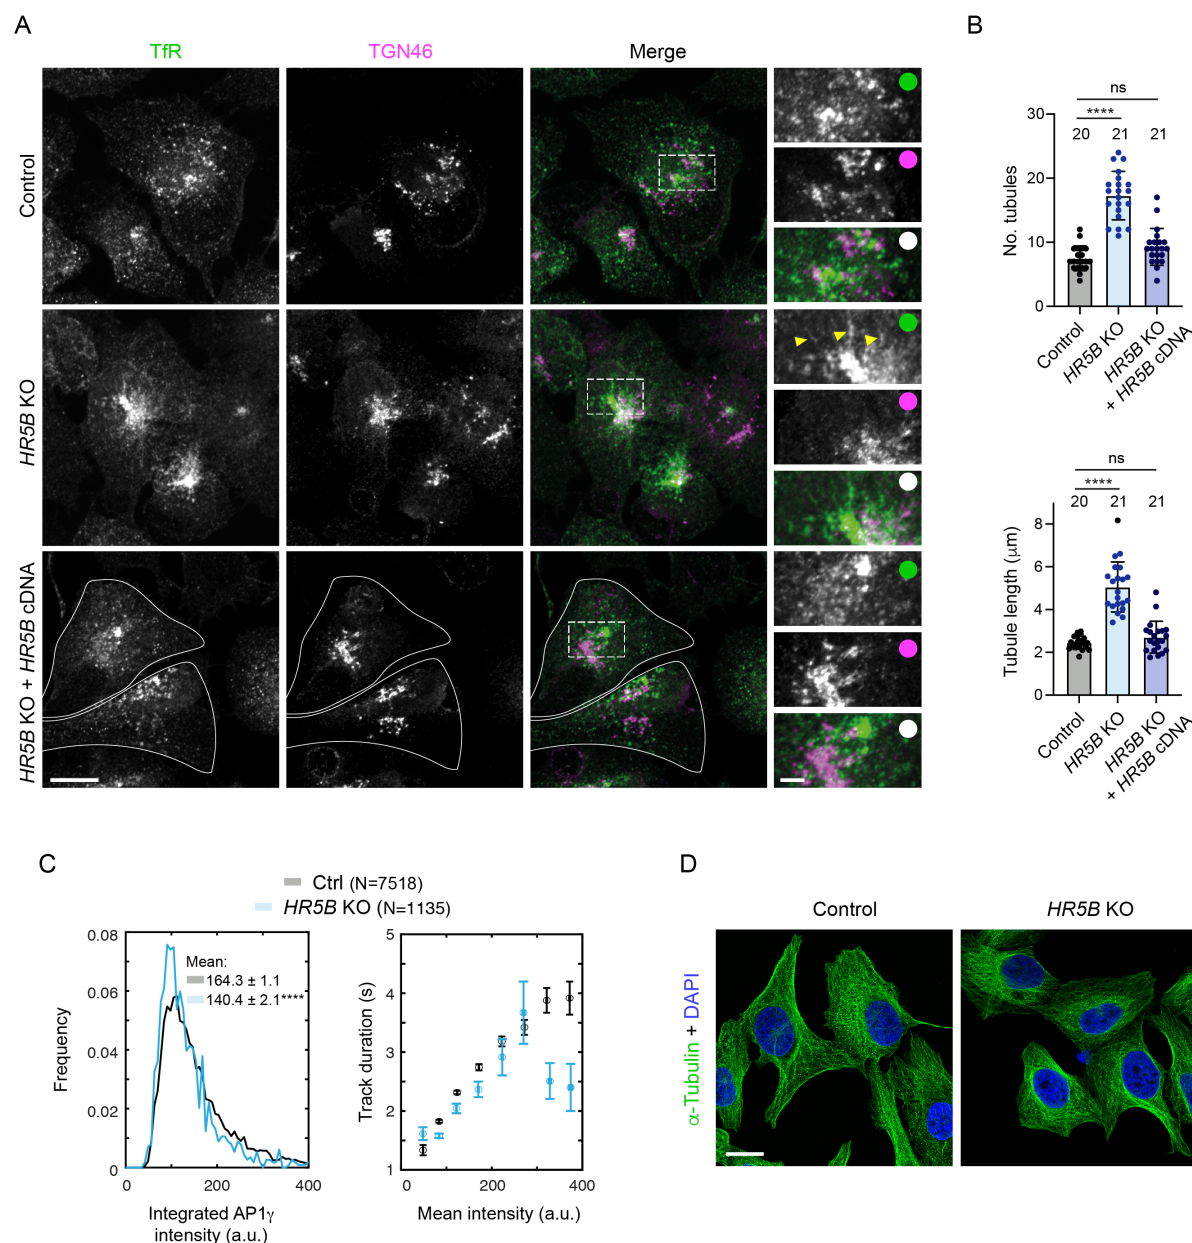 A
TfR
TGN46
Merge
Control
HR5B KO
HR5B KO + HR5B cDNA
B
ns
****
30
20
21
21
20
10
0
No. tubules
Control
HR5B KO
HR5B KO
+ HR5B cDNA
ns
****
20
21
21
8
6
4
2
0
Tubule length (μm)
Control
HR5B KO
HR5B KO
+ HR5B cDNA
C
Ctrl (N=7518)
HR5B KO (N=1135)
0.08
0.06
0.04
0.02
0
Frequency
Mean:
164.3 ± 1.1
140.4 ± 2.1****
0
200
400
Integrated AP1γ
intensity (a.u.)
5
4
3
2
1
Track duration (s)
0
200
400
Mean intensity (a.u.)
D
Control
HR5B KO
α-Tubulin + DAPI